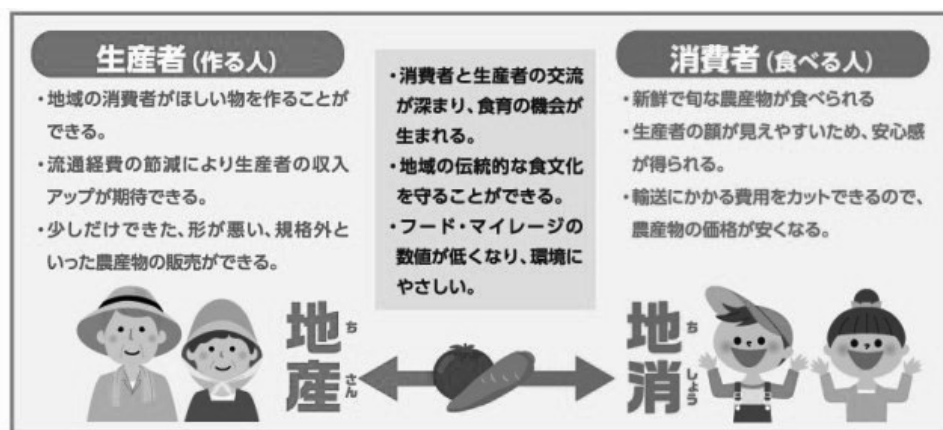 生産者(作る人)
・地域の消費者がほしい物を作ることが
できる。
・流通経費の節減により生産者の収入
アップが期待できる。
・少しだけできた、形が悪い、規格外と
いった農産物の販売ができる。
・消費者と生産者の交流
が深まり、食育の機会が
生まれる。
・地域の伝統的な食文化
を守ることができる。
・フード・マイレージの
数値が低くなり、環境に
やさしい。
消費者(食べる人)
・新鮮で旬な農産物が食べられる
・生産者の顔が見えやすいため、安心感
が得られる。
・輸送にかかる費用をカットできるので、
農産物の価格が安くなる。
地ち
産さん
地ち
消しょう